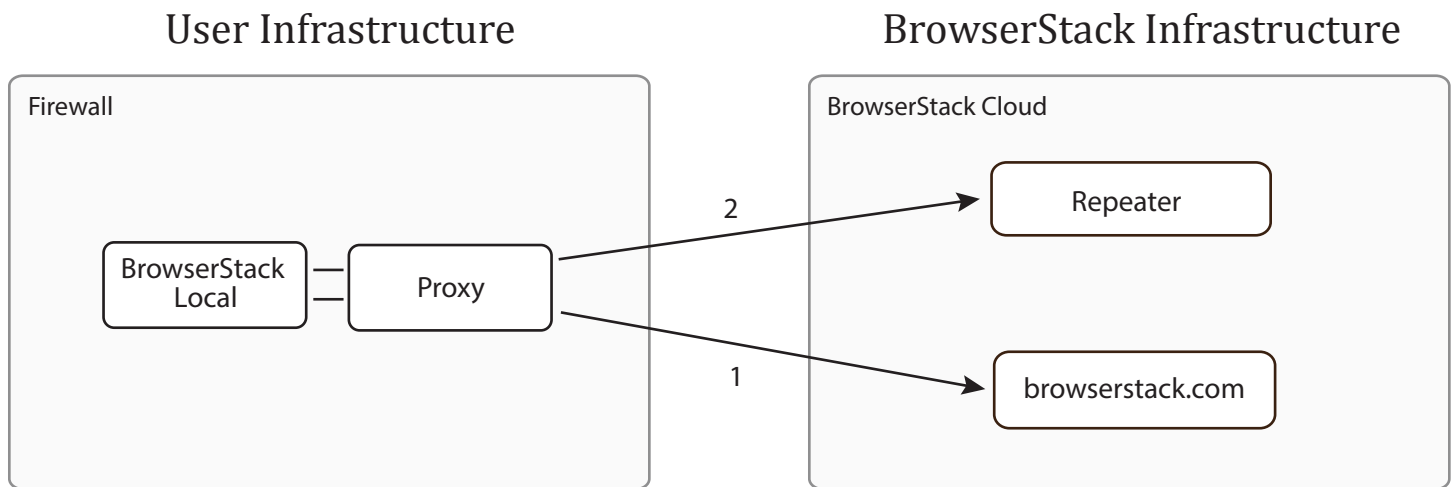 User Infrastructure
BrowserStack Infrastructure
Firewall
BrowserStack Cloud
2
Repeater
BrowserStack
Local
Proxy
1
browserstack.com